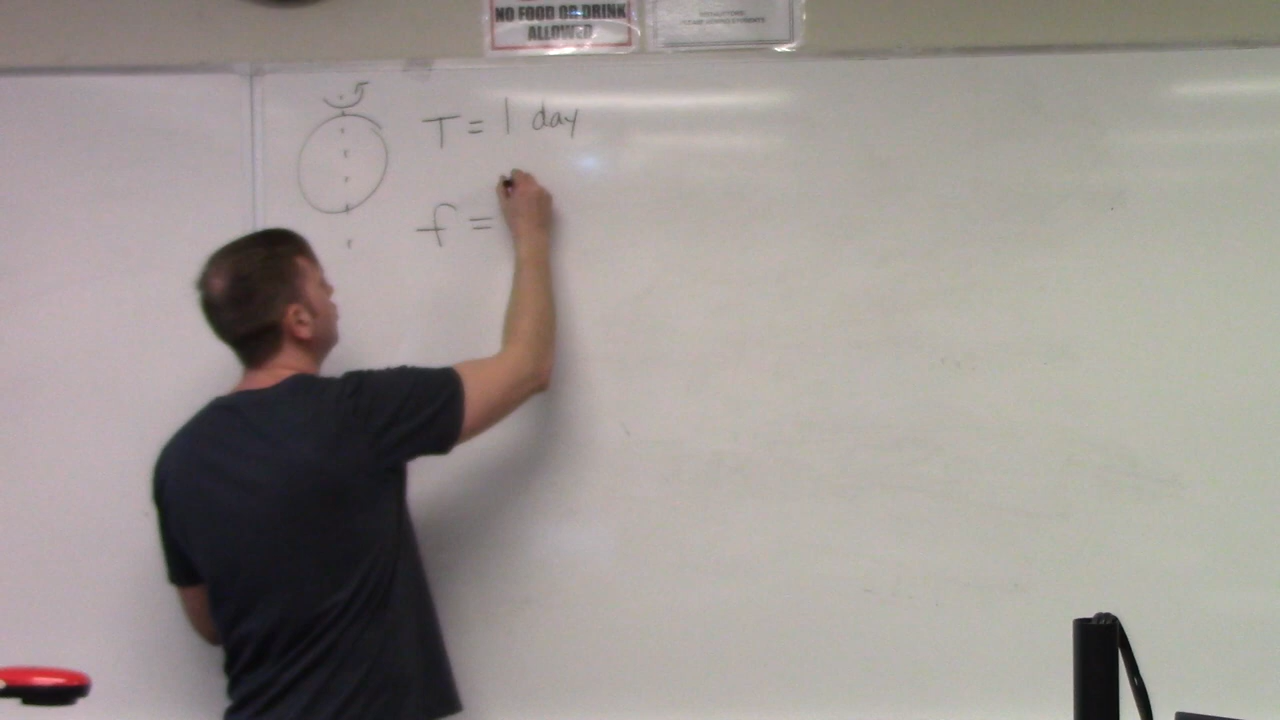 NO FOOD OR DRINK
ALLOWED
T = 1 day
f =